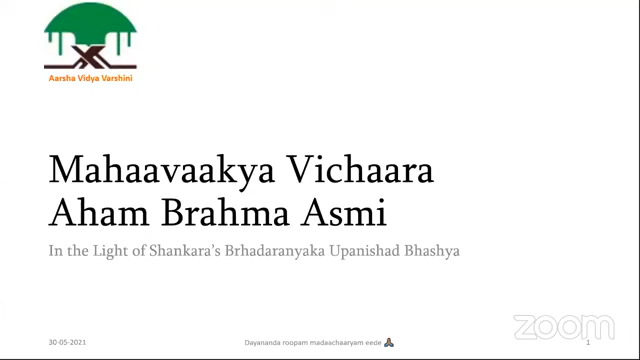 Aarsha Vidya Varshini
Mahaavaakya Vichaara
Aham Brahma Asmi
In the Light of Shankara's Brhadaranyaka Upanishad Bhashya
30-05-2021
Dayananda roopam madaachaaryam eede 🙏🏽
zoom
1